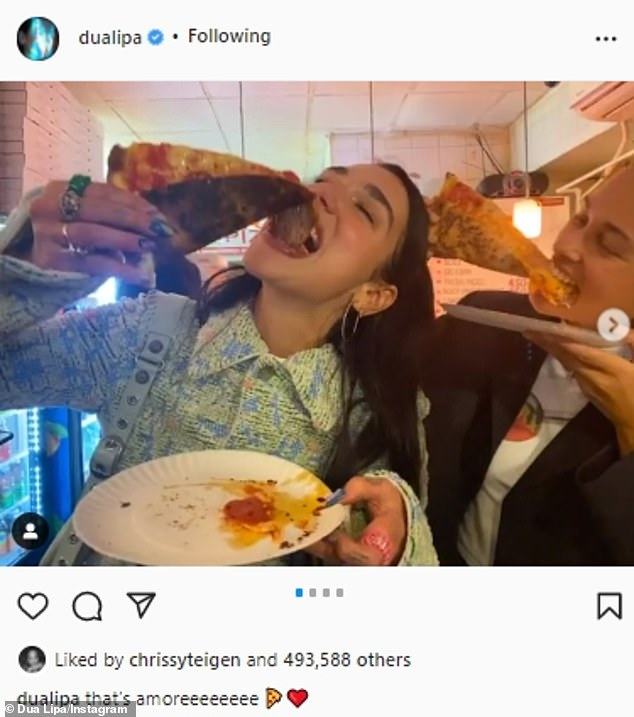 dualipa • Following
Liked by chrissyteigen and 493,588 others
dualipa that's amoreeeeeeee 🍕❤️
© Dua Lipa/Instagram